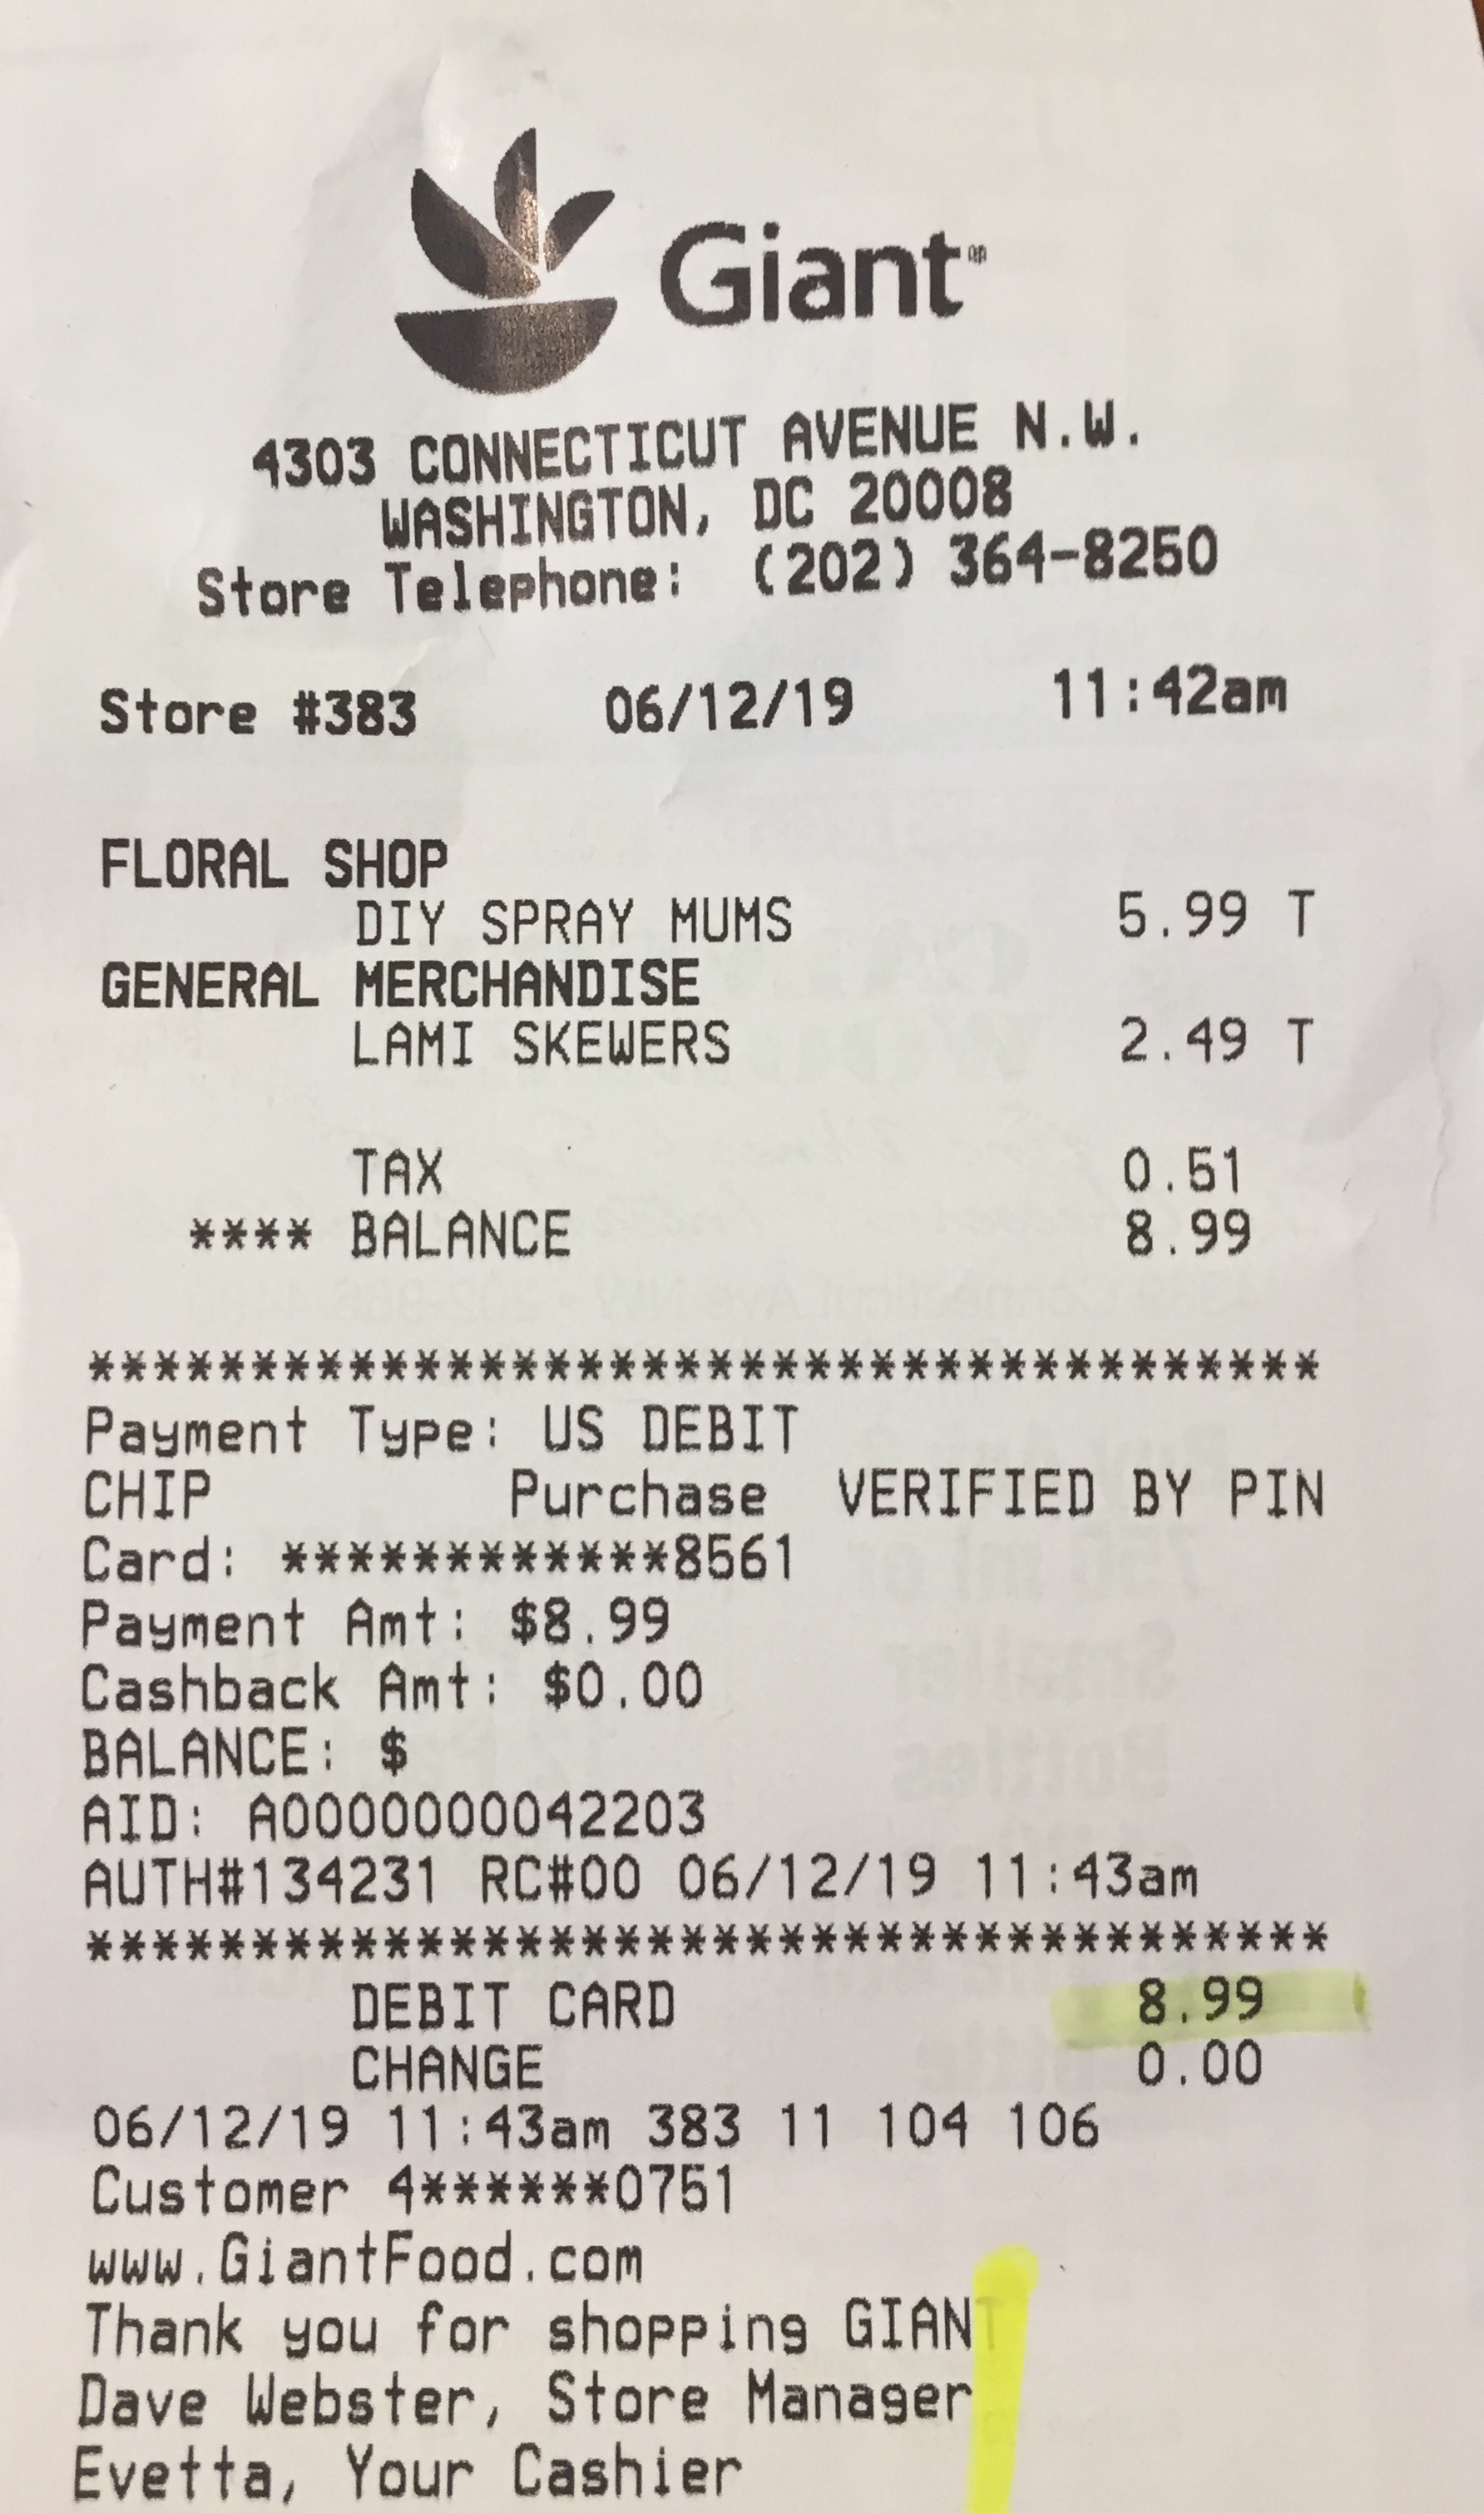 Giant
4303 CONNECTICUT AVENUE N.W.
WASHINGTON, DC 20008
Store Telephone: (202) 364-8250
Store #383 06/12/19 11:42am
FLORAL SHOP
DIY SPRAY MUMS 5.99 T
GENERAL MERCHANDISE
LAMI SKEWERS 2.49 T
TAX 0.51
**** BALANCE 8.99
**************************************
Payment Type: US DEBIT
CHIP Purchase VERIFIED BY PIN
Card: ************8561
Payment Amt: $8.99
Cashback Amt: $0.00
BALANCE: $
AID: A0000000042203
AUTH#134231 RC#00 06/12/19 11:43am
**************************************
DEBIT CARD 8.99
CHANGE 0.00
06/12/19 11:43am 383 11 104 106
Customer 4******0751
www.GiantFood.com
Thank you for shopping GIANT
Dave Webster, Store Manager
Evetta, Your Cashier